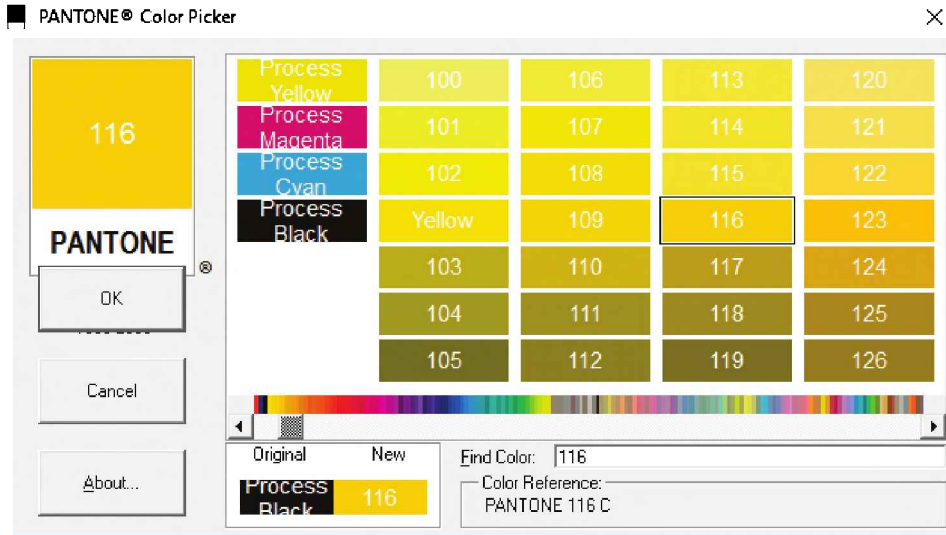 PANTONE® Color Picker
116
PANTONE
®
OK
Cancel
About...
Process
Yellow
100
106
113
120
Process
Magenta
101
107
114
121
Process
Cyan
102
108
115
122
Process
Black
Yellow
109
116
123
103
110
117
124
104
111
118
125
105
112
119
126
Original
New
Process
Black
116
Find Color:
116
Color Reference:
PANTONE 116 C